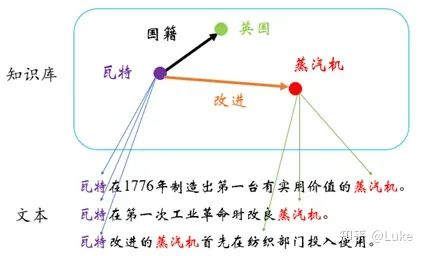 国籍
英国
知识库
瓦特
蒸汽机
改进
瓦特在1776年制造出第一台有实用价值的蒸汽机。
文本
瓦特在第一次工业革命时改良蒸汽机。
瓦特改进的蒸汽机首先在纺织部门投入使用。
知乎 @Luke